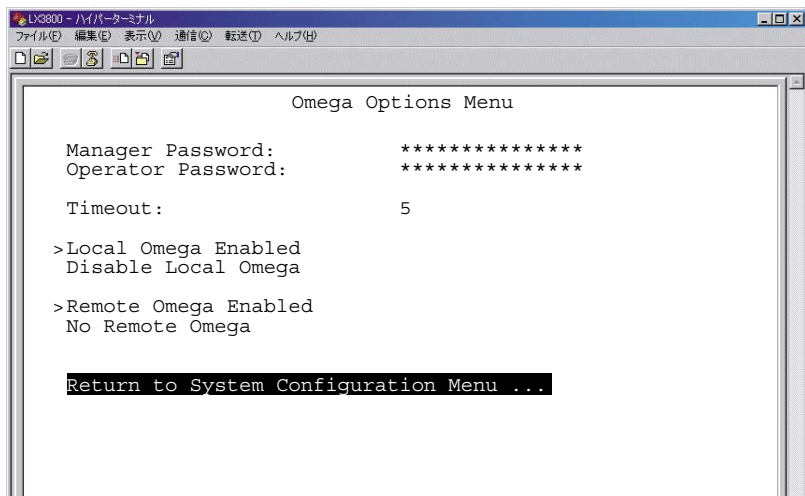 LX3800 - ハイパーターミナル
ファイル(F) 編集(E) 表示(V) 通信(C) 転送(T) ヘルプ(H)
Omega Options Menu
Manager Password: ***************
Operator Password: ***************
Timeout: 5
>Local Omega Enabled
Disable Local Omega
>Remote Omega Enabled
No Remote Omega
Return to System Configuration Menu ...